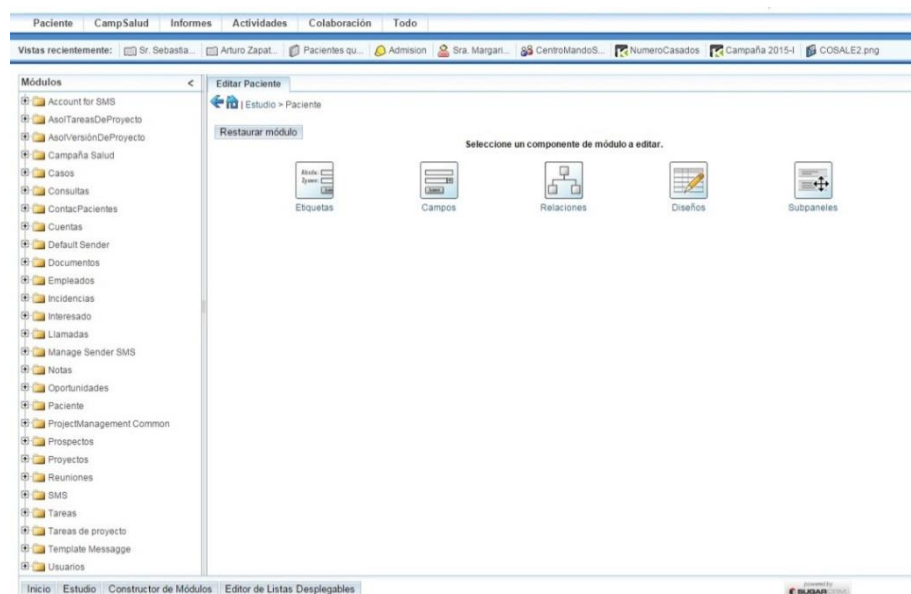 Paciente CampSalud Informes Actividades Colaboración Todo
Vistas recientemente: Sr. Sebastia... Arturo Zapat... Pacientes qu... Admision Sra. Margari... CentroMandoS... NumeroCasados Campaña 2015-I COSALE2.png
Módulos <
Account for SMS
AsolTareasDeProyecto
AsolVersiónDeProyecto
Campaña Salud
Casos
Consultas
ContacPacientes
Cuentas
Default Sender
Documentos
Empleados
Incidencias
Interesado
Llamadas
Manage Sender SMS
Notas
Oportunidades
Paciente
ProjectManagement Common
Prospectos
Proyectos
Reuniones
SMS
Tareas
Tareas de proyecto
Template Messagge
Usuarios
Editar Paciente
| Estudio > Paciente
Restaurar módulo
Seleccione un componente de módulo a editar.
Etiquetas Campos Relaciones Diseños Subpaneles
Inicio Estudio Constructor de Módulos Editor de Listas Desplegables
powered by
SUGARCRM